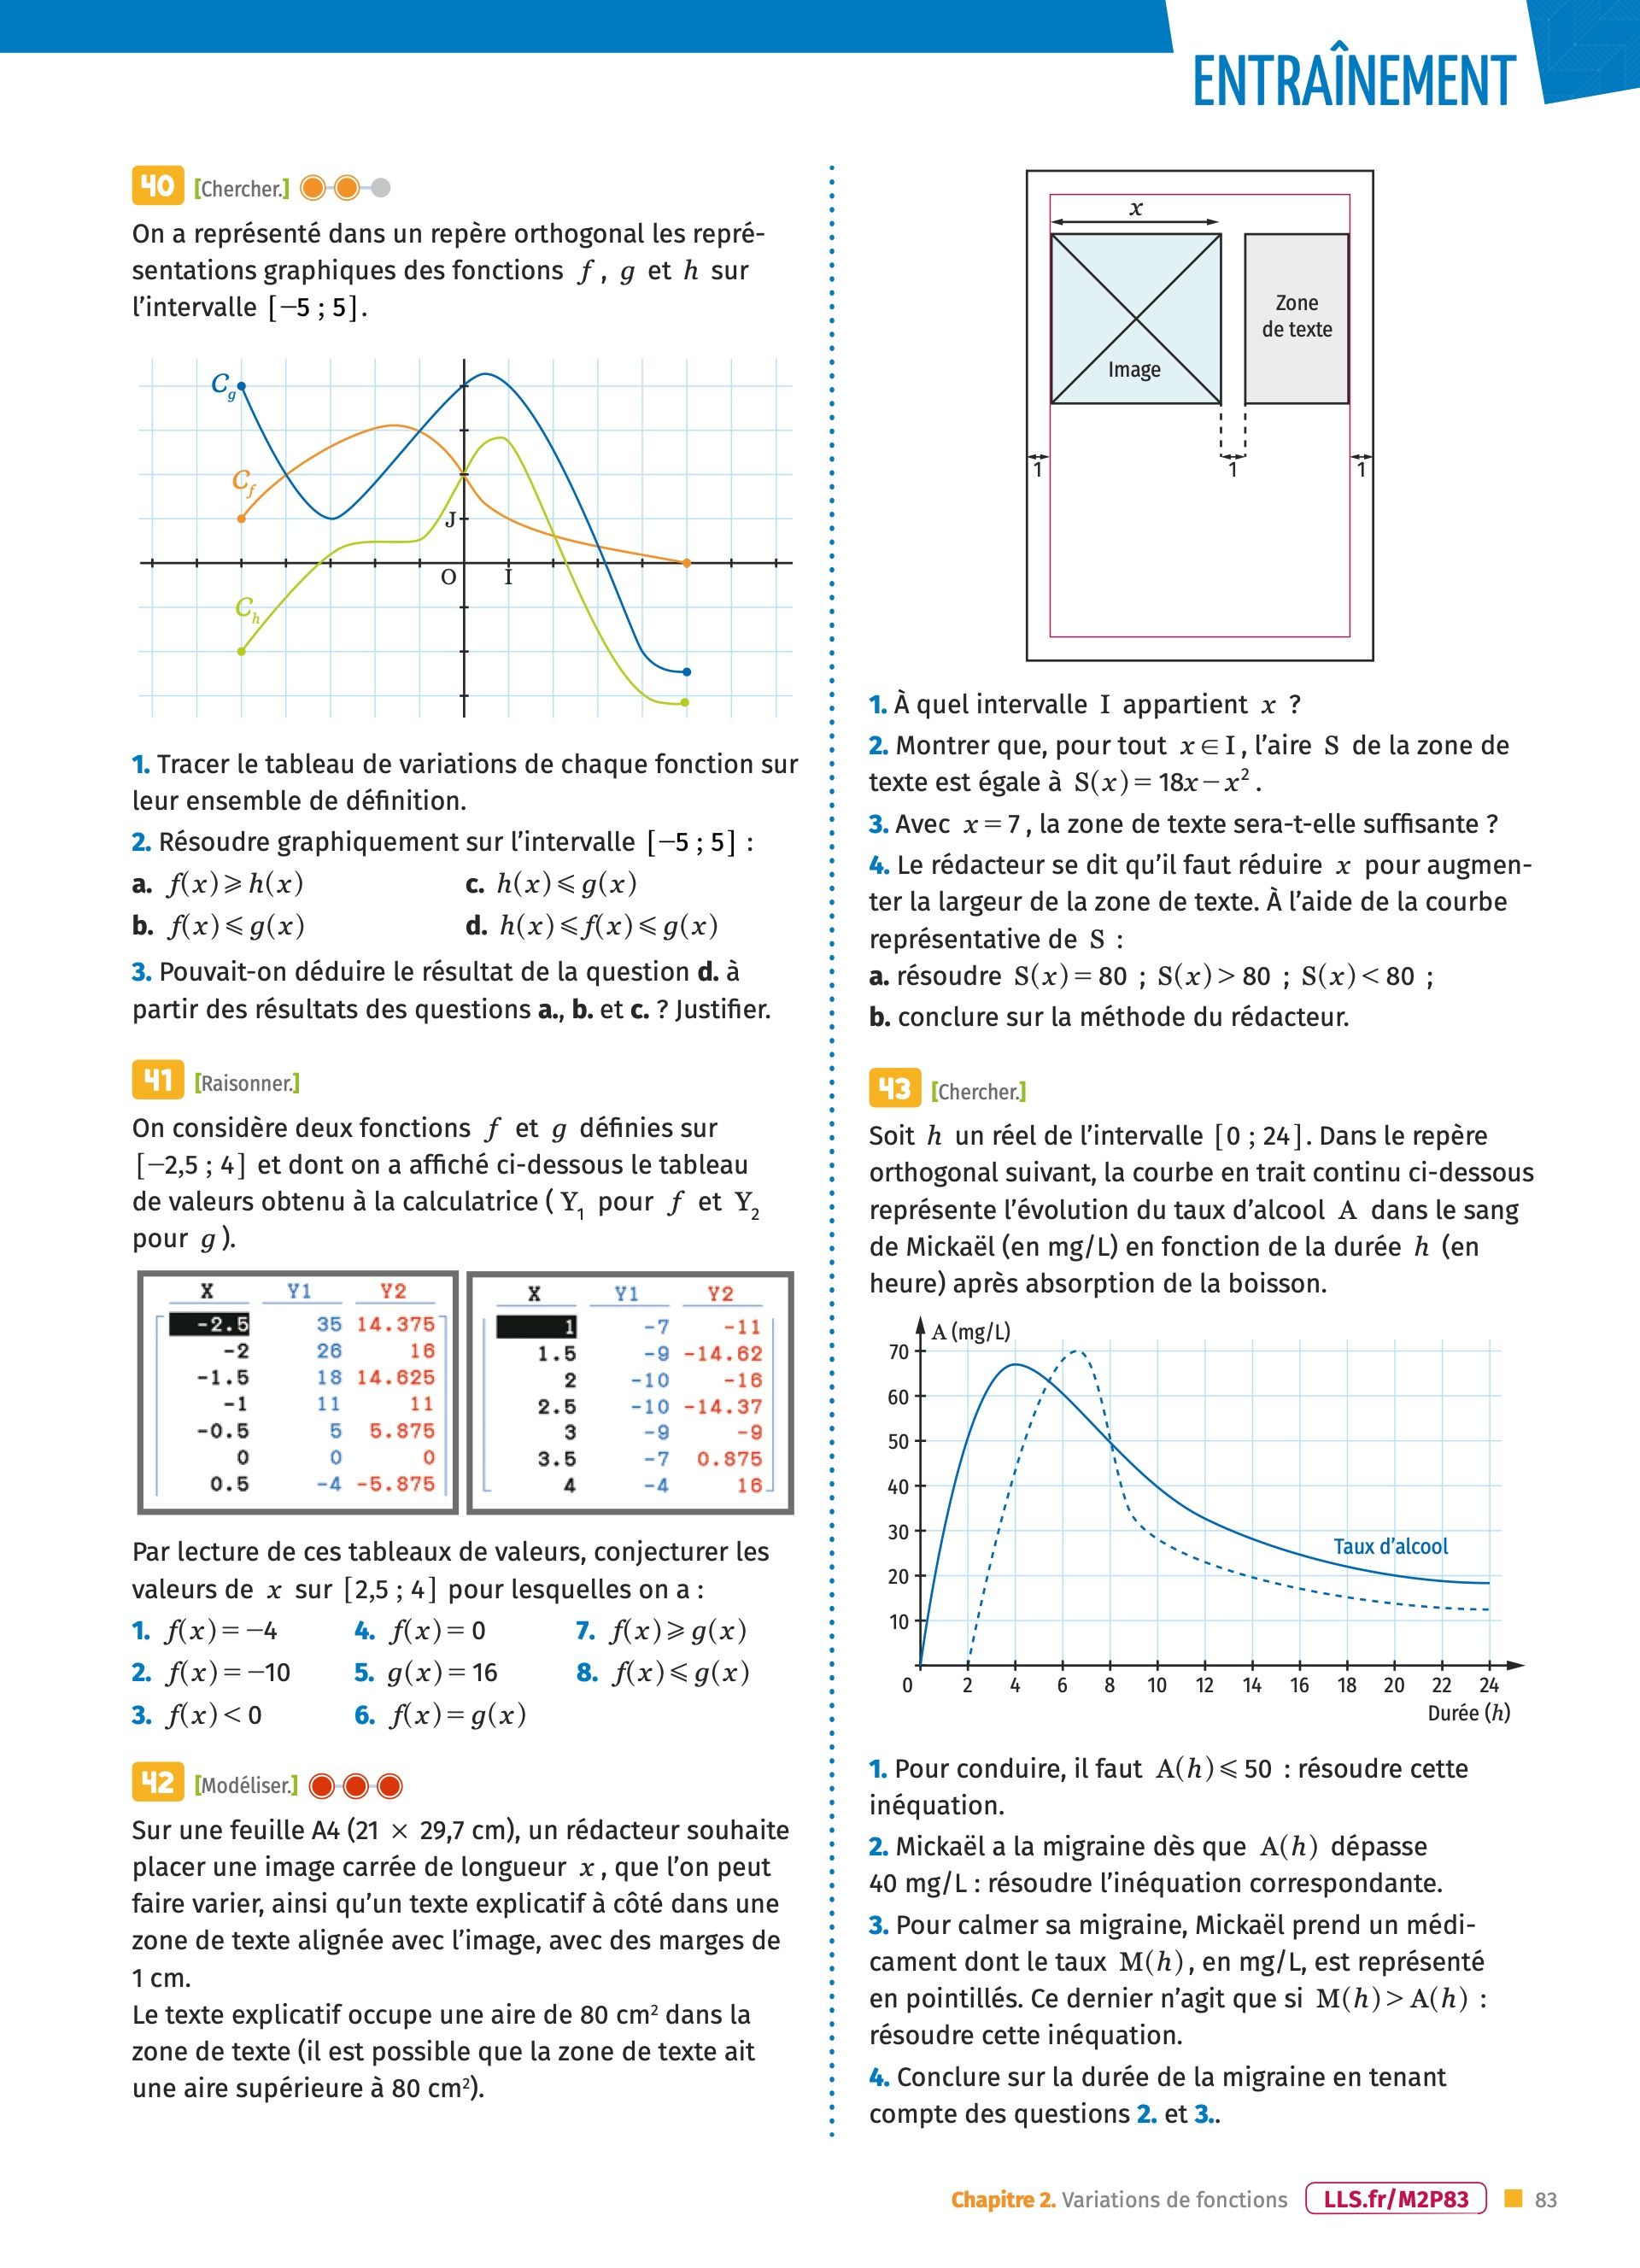 ENTRAÎNEMENT
40 [Chercher.]
On a représenté dans un repère orthogonal les repré-
sentations graphiques des fonctions f, g et h sur
l’intervalle [−5 ; 5].
C_g
C_f
C_h
J
O
I
1. Tracer le tableau de variations de chaque fonction sur
leur ensemble de définition.
2. Résoudre graphiquement sur l’intervalle [−5 ; 5] :
a. f(x) ⩾ h(x) c. h(x) ⩽ g(x)
b. f(x) ⩽ g(x) d. h(x) ⩽ f(x) ⩽ g(x)
3. Pouvait-on déduire le résultat de la question d. à
partir des résultats des questions a., b. et c. ? Justifier.
41 [Raisonner.]
On considère deux fonctions f et g définies sur
[−2,5 ; 4] et dont on a affiché ci-dessous le tableau
de valeurs obtenu à la calculatrice (Y₁ pour f et Y₂
pour g).
X Y1 Y2
-2.5 35 14.375
-2 26 16
-1.5 18 14.625
-1 11 11
-0.5 5 5.875
0 0 0
0.5 -4 -5.875
X Y1 Y2
1 -7 -11
1.5 -9 -14.62
2 -10 -16
2.5 -10 -14.37
3 -9 -9
3.5 -7 0.875
4 -4 16
Par lecture de ces tableaux de valeurs, conjecturer les
valeurs de x sur [2,5 ; 4] pour lesquelles on a :
1. f(x) = −4 4. f(x) = 0 7. f(x) ⩾ g(x)
2. f(x) = −10 5. g(x) = 16 8. f(x) ⩽ g(x)
3. f(x) < 0 6. f(x) = g(x)
42 [Modéliser.]
Sur une feuille A4 (21 × 29,7 cm), un rédacteur souhaite
placer une image carrée de longueur x, que l’on peut
faire varier, ainsi qu’un texte explicatif à côté dans une
zone de texte alignée avec l’image, avec des marges de
1 cm.
Le texte explicatif occupe une aire de 80 cm² dans la
zone de texte (il est possible que la zone de texte ait
une aire supérieure à 80 cm²).
x
Zone
de texte
Image
1 1 1
1. À quel intervalle I appartient x ?
2. Montrer que, pour tout x ∈ I, l’aire S de la zone de
texte est égale à S(x) = 18x − x².
3. Avec x = 7, la zone de texte sera-t-elle suffisante ?
4. Le rédacteur se dit qu’il faut réduire x pour augmen-
ter la largeur de la zone de texte. À l’aide de la courbe
représentative de S :
a. résoudre S(x) = 80 ; S(x) > 80 ; S(x) < 80 ;
b. conclure sur la méthode du rédacteur.
43 [Chercher.]
Soit h un réel de l’intervalle [0 ; 24]. Dans le repère
orthogonal suivant, la courbe en trait continu ci-dessous
représente l’évolution du taux d’alcool A dans le sang
de Mickaël (en mg/L) en fonction de la durée h (en
heure) après absorption de la boisson.
A (mg/L)
70
60
50
40
30
Taux d’alcool
20
10
0 2 4 6 8 10 12 14 16 18 20 22 24
Durée (h)
1. Pour conduire, il faut A(h) ⩽ 50 : résoudre cette
inéquation.
2. Mickaël a la migraine dès que A(h) dépasse
40 mg/L : résoudre l’inéquation correspondante.
3. Pour calmer sa migraine, Mickaël prend un médi-
cament dont le taux M(h), en mg/L, est représenté
en pointillés. Ce dernier n’agit que si M(h) > A(h) :
résoudre cette inéquation.
4. Conclure sur la durée de la migraine en tenant
compte des questions 2. et 3..
Chapitre 2. Variations de fonctions LLS.fr/M2P83 83